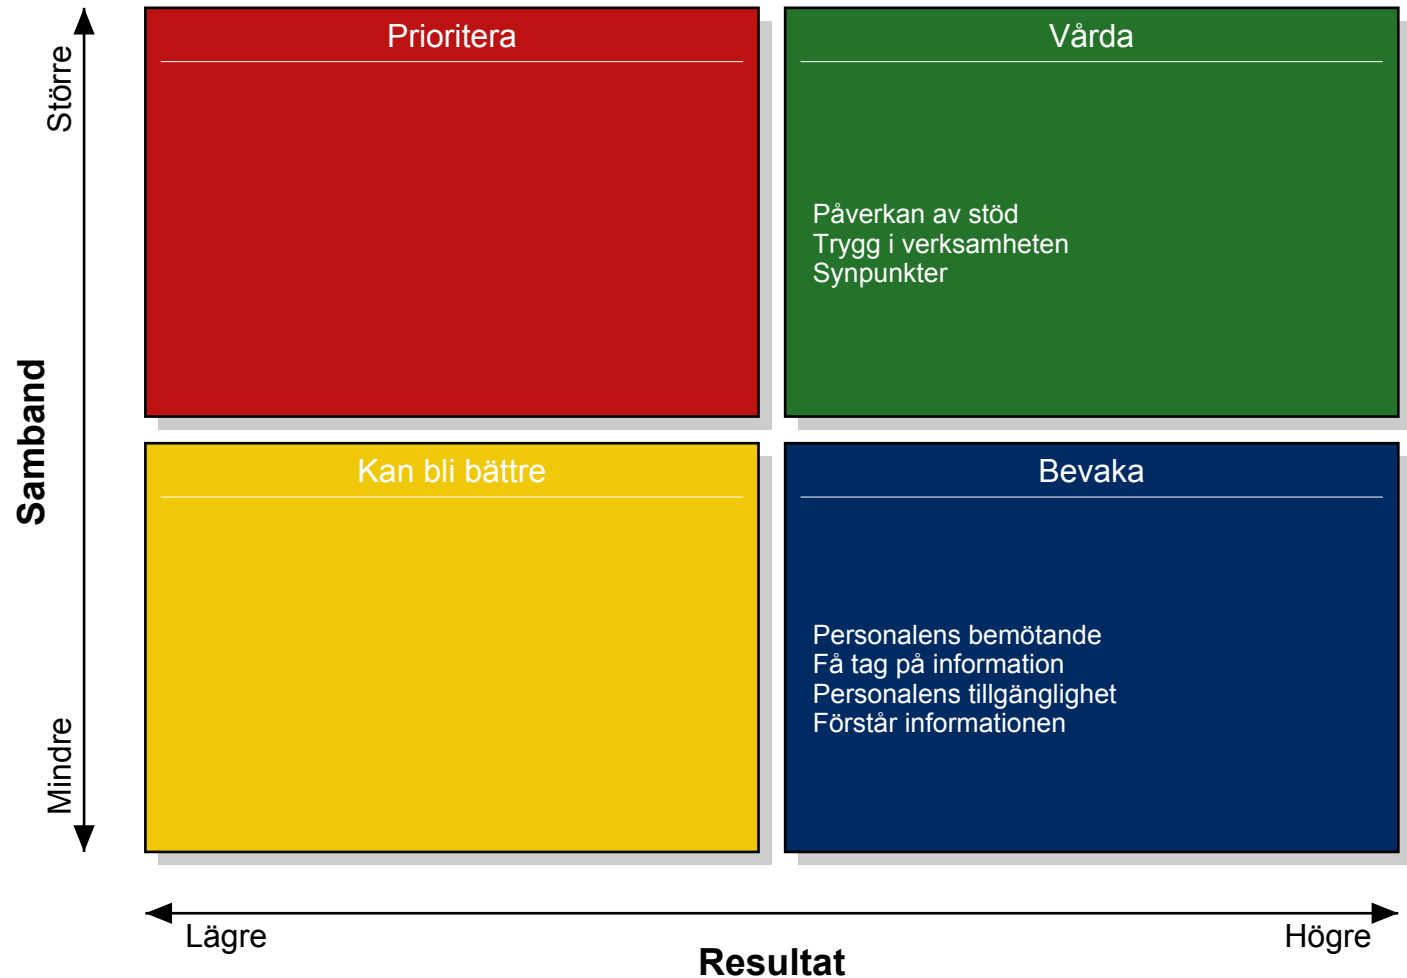 Större
Samband
Mindre
Prioritera
Vårda
Påverkan av stöd
Trygg i verksamheten
Synpunkter
Kan bli bättre
Bevaka
Personalens bemötande
Få tag på information
Personalens tillgänglighet
Förstår informationen
Lägre
Resultat
Högre